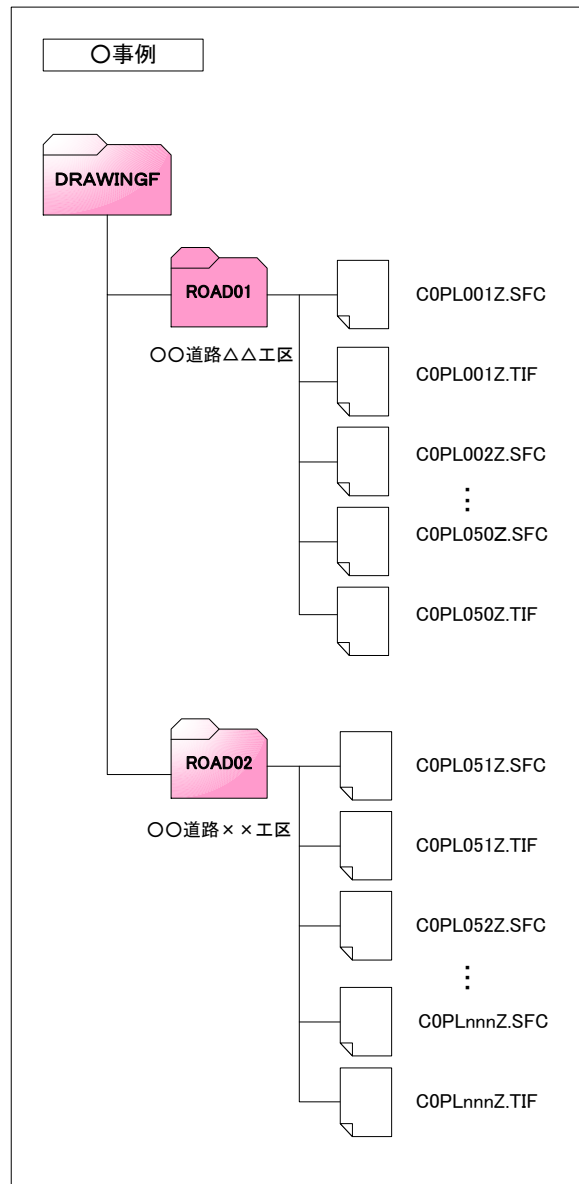 ○事例
DRAWINGF
ROAD01
○○道路△△工区
C0PL001Z.SFC
C0PL001Z.TIF
C0PL002Z.SFC
⋮
C0PL050Z.SFC
C0PL050Z.TIF
ROAD02
○○道路××工区
C0PL051Z.SFC
C0PL051Z.TIF
C0PL052Z.SFC
⋮
C0PLnnnZ.SFC
C0PLnnnZ.TIF